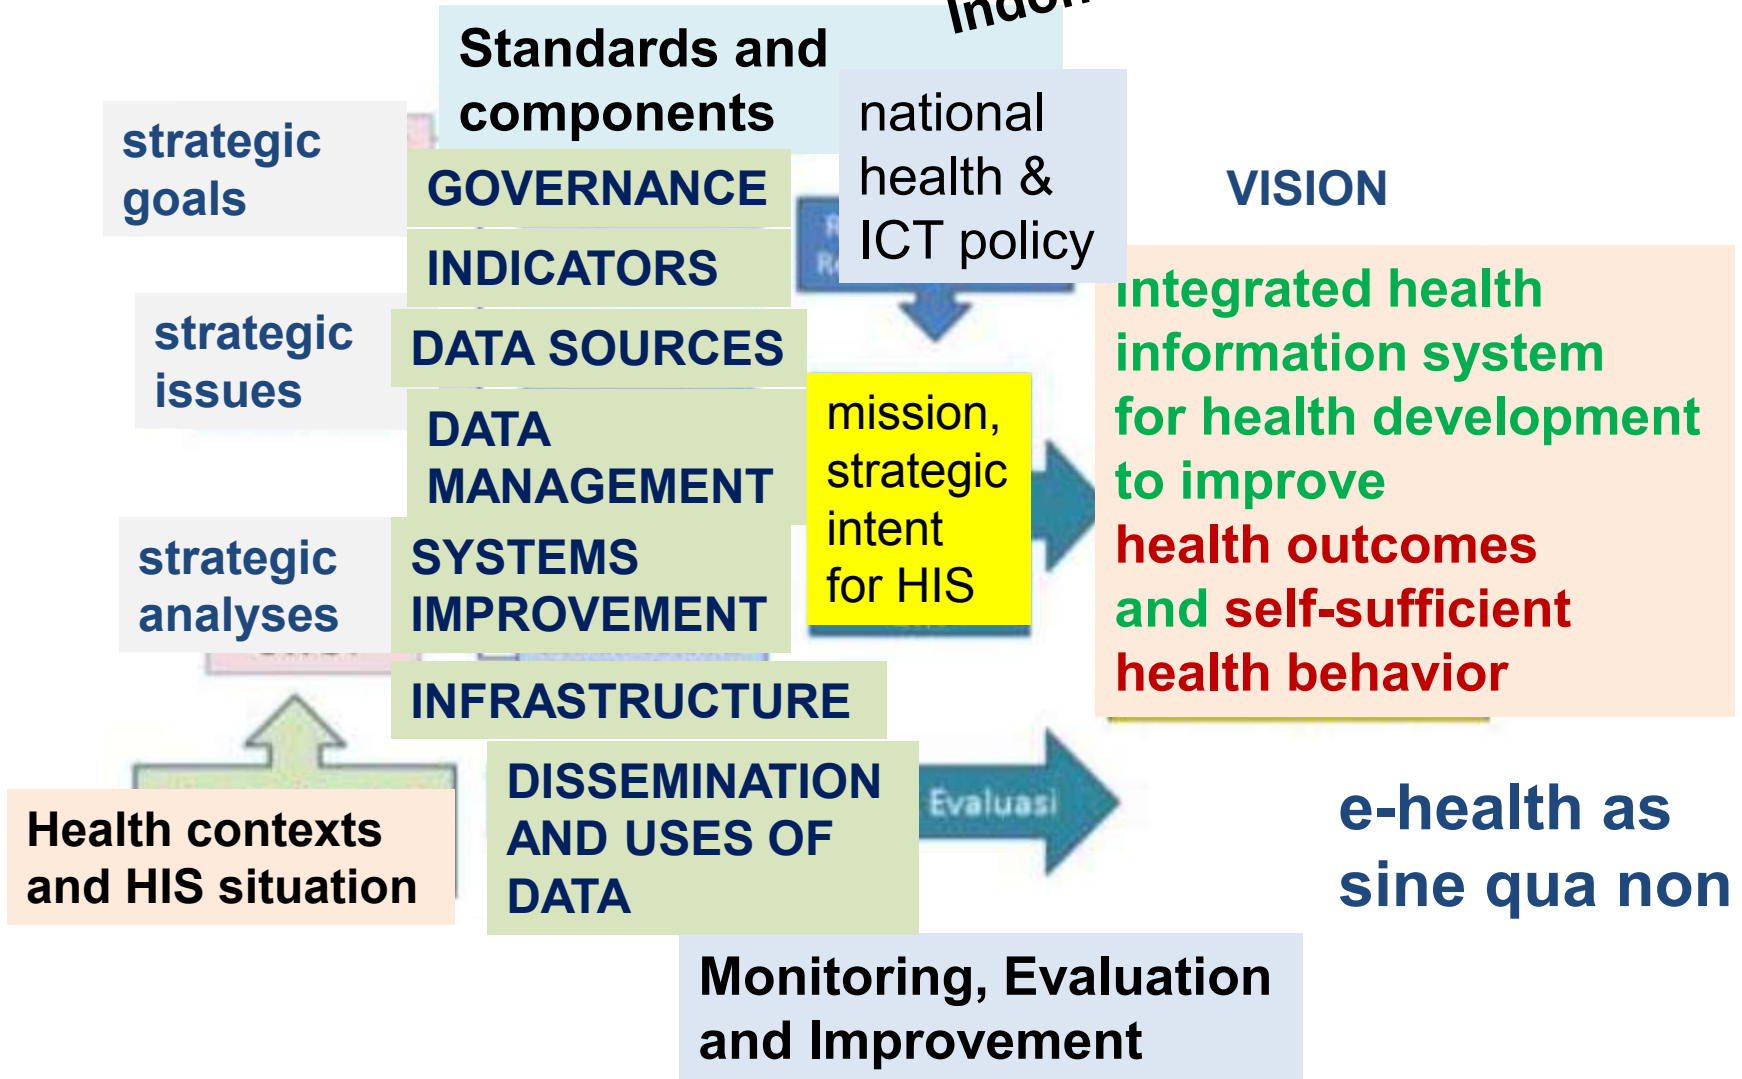 Standards and
components
national
health &
ICT policy
strategic
goals
GOVERNANCE
VISION
INDICATORS
strategic
issues
DATA SOURCES
DATA
MANAGEMENT
mission,
strategic
intent
for HIS
integrated health
information system
for health development
to improve
health outcomes
and self-sufficient
health behavior
strategic
analyses
SYSTEMS
IMPROVEMENT
INFRASTRUCTURE
DISSEMINATION
AND USES OF
DATA
Evaluasi
Health contexts
and HIS situation
e-health as
sine qua non
Monitoring, Evaluation
and Improvement